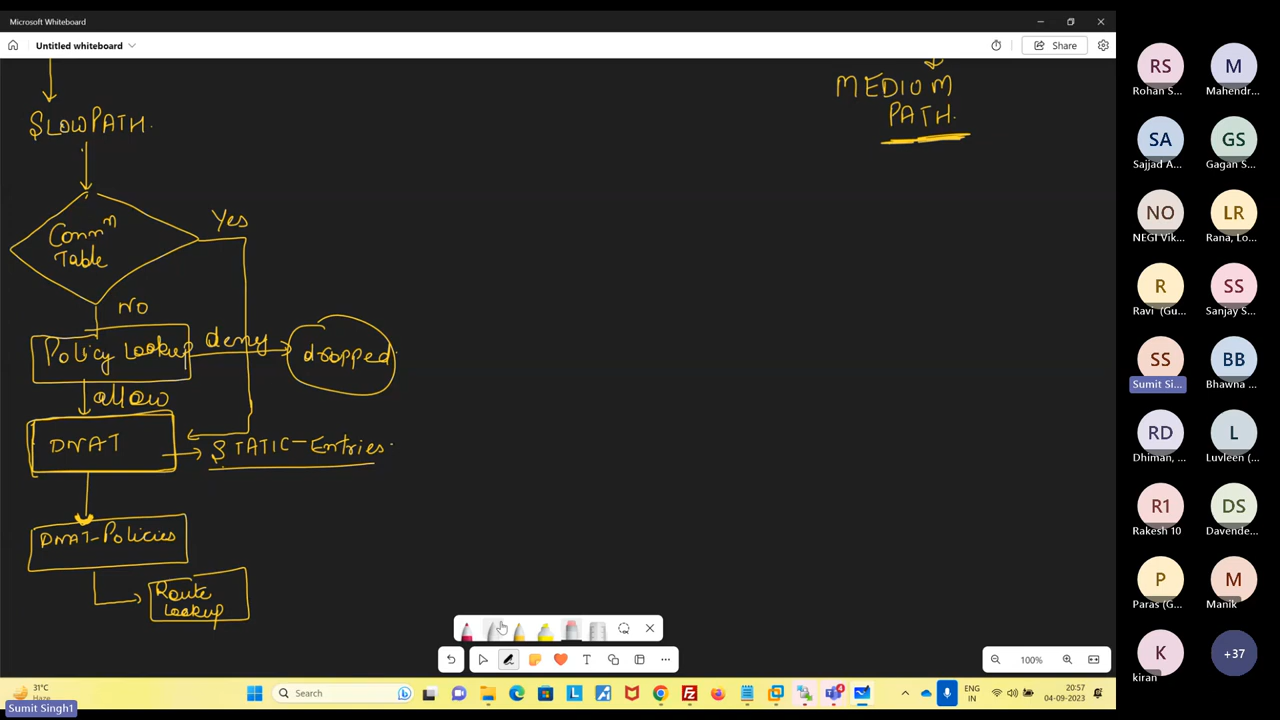 Microsoft Whiteboard
Untitled whiteboard
Share
SLOWPATH.
MEDIUM
PATH.
Yes
Connⁿ
Table
NO
Policy Lookup
deny
dropped
allow
DNAT
STATIC-Entries
DNAT-Policies
Route
Lookup
100%
RS
Rohan S...
M
Mahendr...
SA
Sajjad A...
GS
Gagan S...
NO
NEGI Vik...
LR
Rana, Lo...
R
Ravi (Gu...
SS
Sanjay S...
SS
Sumit Si...
BB
Bhawna ...
RD
Dhiman, ...
L
Luvleen (...
R1
Rakesh 10
DS
Davende...
P
Paras (G...
M
Manik
K
kiran
+37
31°C
Haze
Search
ENG
IN
20:57
04-09-2023
Sumit Singh1